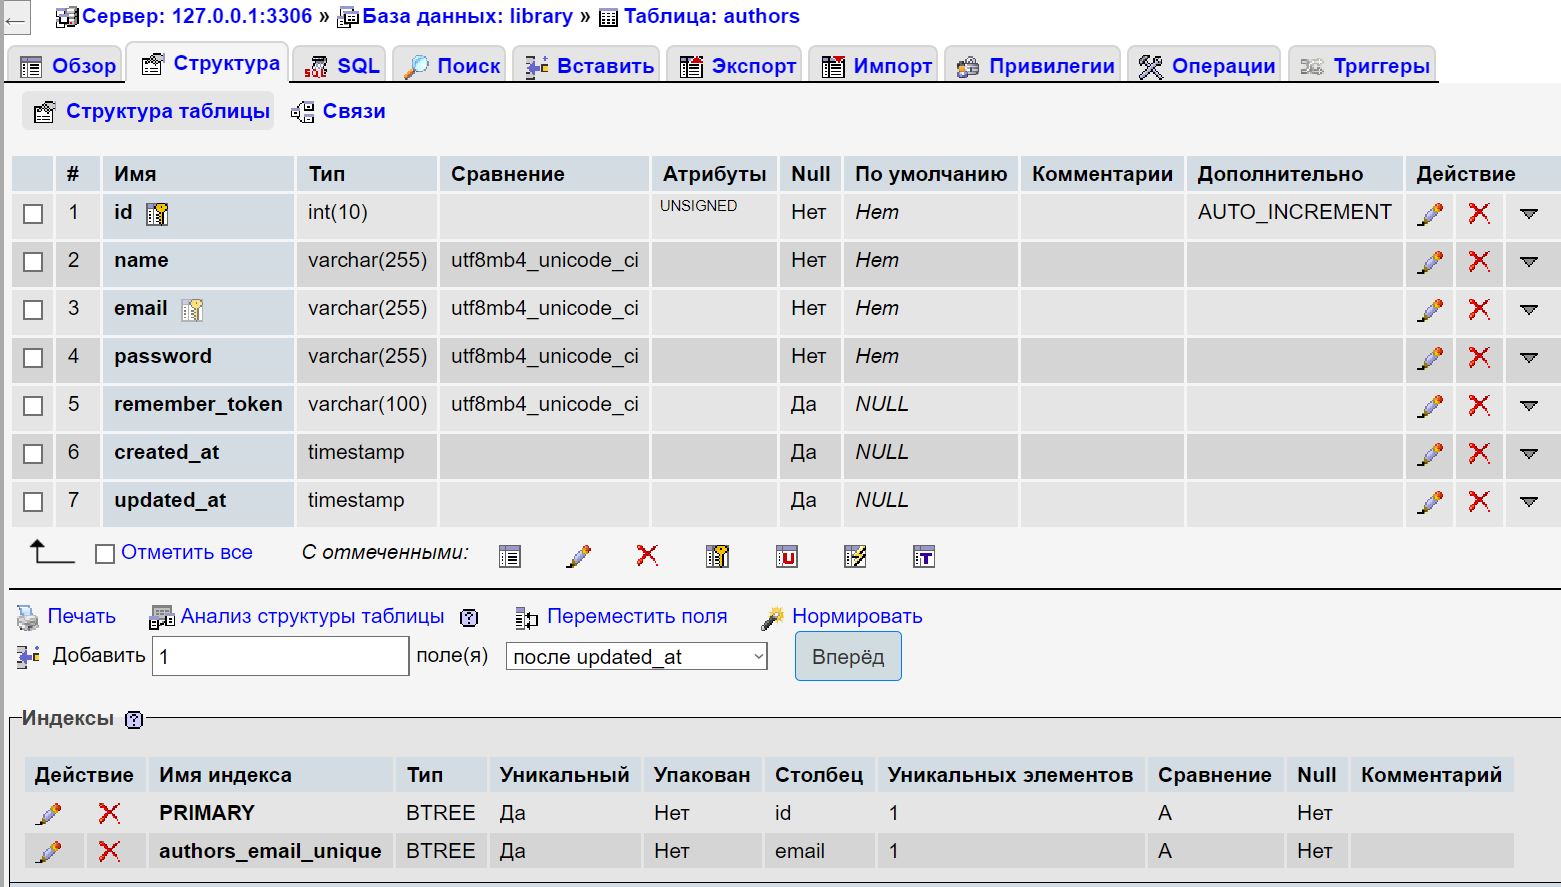 Сервер: 127.0.0.1:3306 » База данных: library » Таблица: authors
Обзор Структура SQL Поиск Вставить Экспорт Импорт Привилегии Операции Триггеры
Структура таблицы Связи
# Имя Тип Сравнение Атрибуты Null По умолчанию Комментарии Дополнительно Действие
1 id int(10) UNSIGNED Нет Нет AUTO_INCREMENT
2 name varchar(255) utf8mb4_unicode_ci Нет Нет
3 email varchar(255) utf8mb4_unicode_ci Нет Нет
4 password varchar(255) utf8mb4_unicode_ci Нет Нет
5 remember_token varchar(100) utf8mb4_unicode_ci Да NULL
6 created_at timestamp Да NULL
7 updated_at timestamp Да NULL
Отметить все С отмеченными:
Печать Анализ структуры таблицы Переместить поля Нормировать
Добавить 1 поле(я) после updated_at Вперёд
Индексы
Действие Имя индекса Тип Уникальный Упакован Столбец Уникальных элементов Сравнение Null Комментарий
PRIMARY BTREE Да Нет id 1 A Нет
authors_email_unique BTREE Да Нет email 1 A Нет